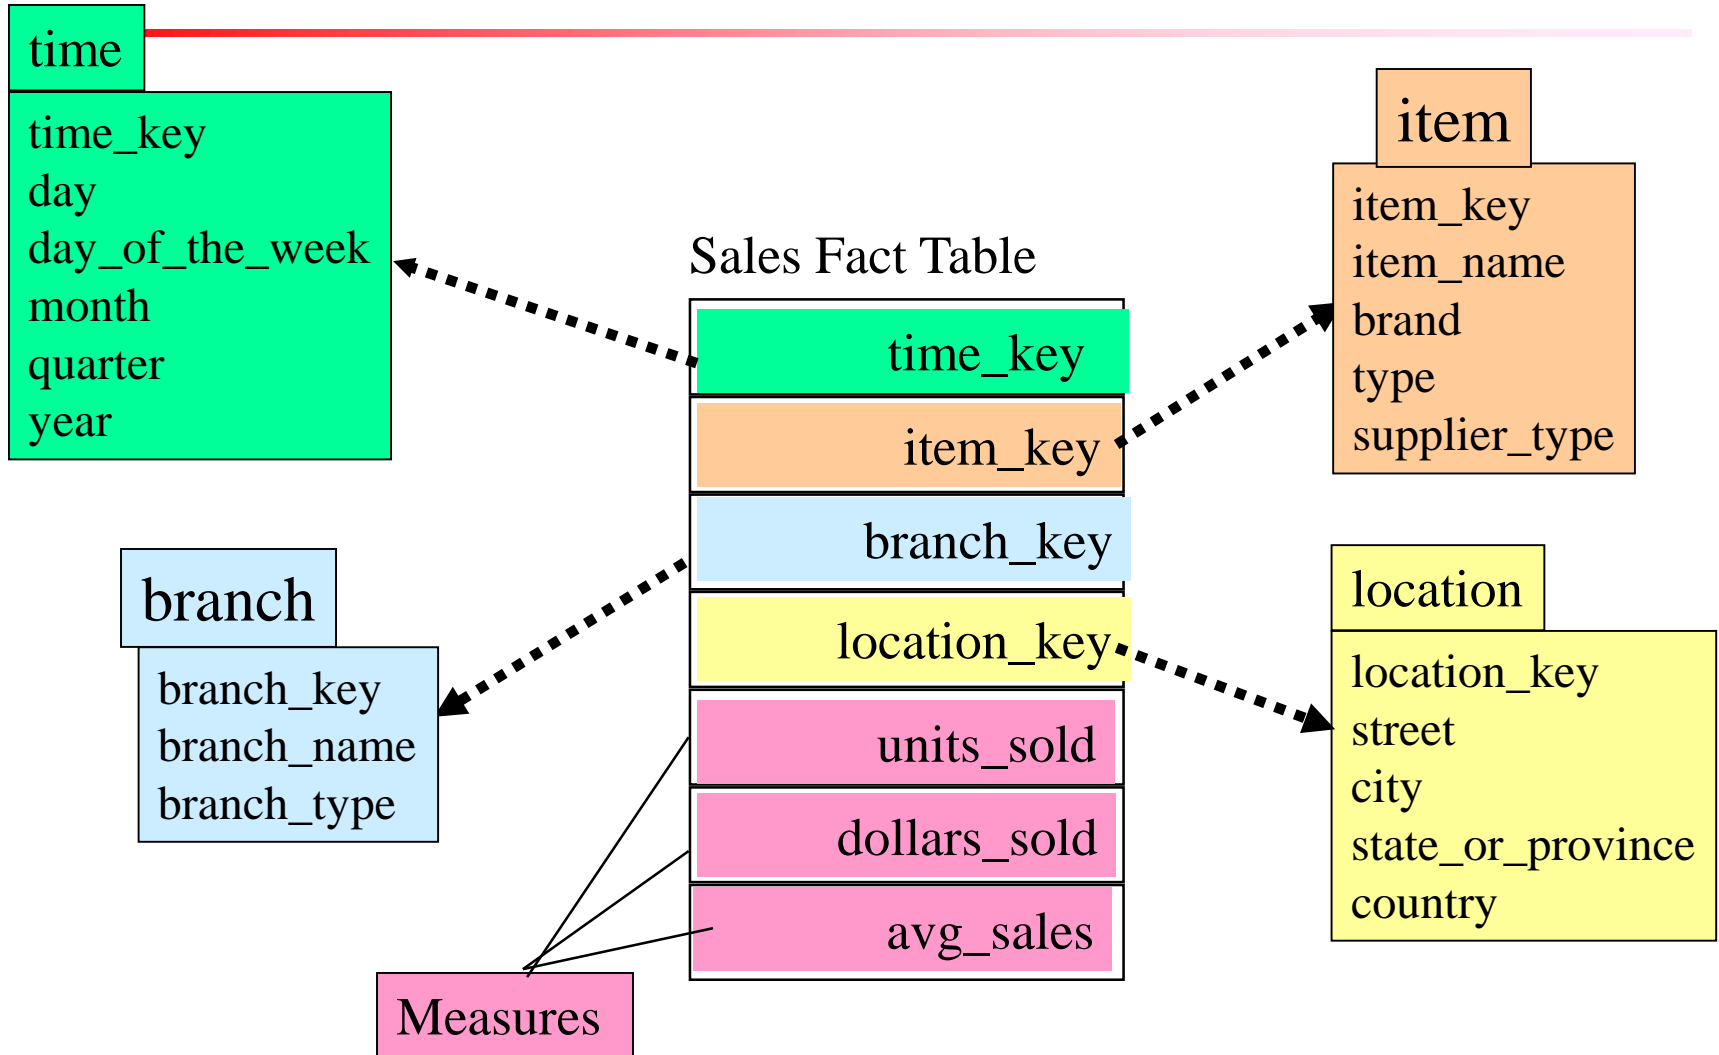 time
time_key
day
day_of_the_week
month
quarter
year
item
item_key
item_name
brand
type
supplier_type
Sales Fact Table
time_key
item_key
branch_key
location_key
units_sold
dollars_sold
avg_sales
branch
branch_key
branch_name
branch_type
location
location_key
street
city
state_or_province
country
Measures